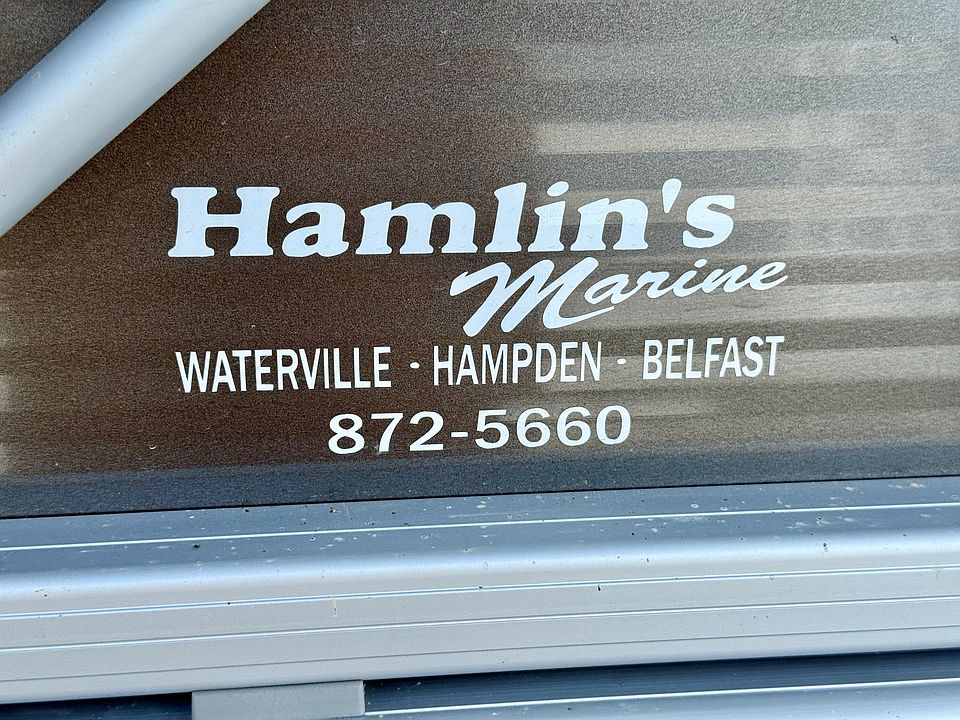 Hamlin's
Marine
WATERVILLE · HAMPDEN · BELFAST
872-5660